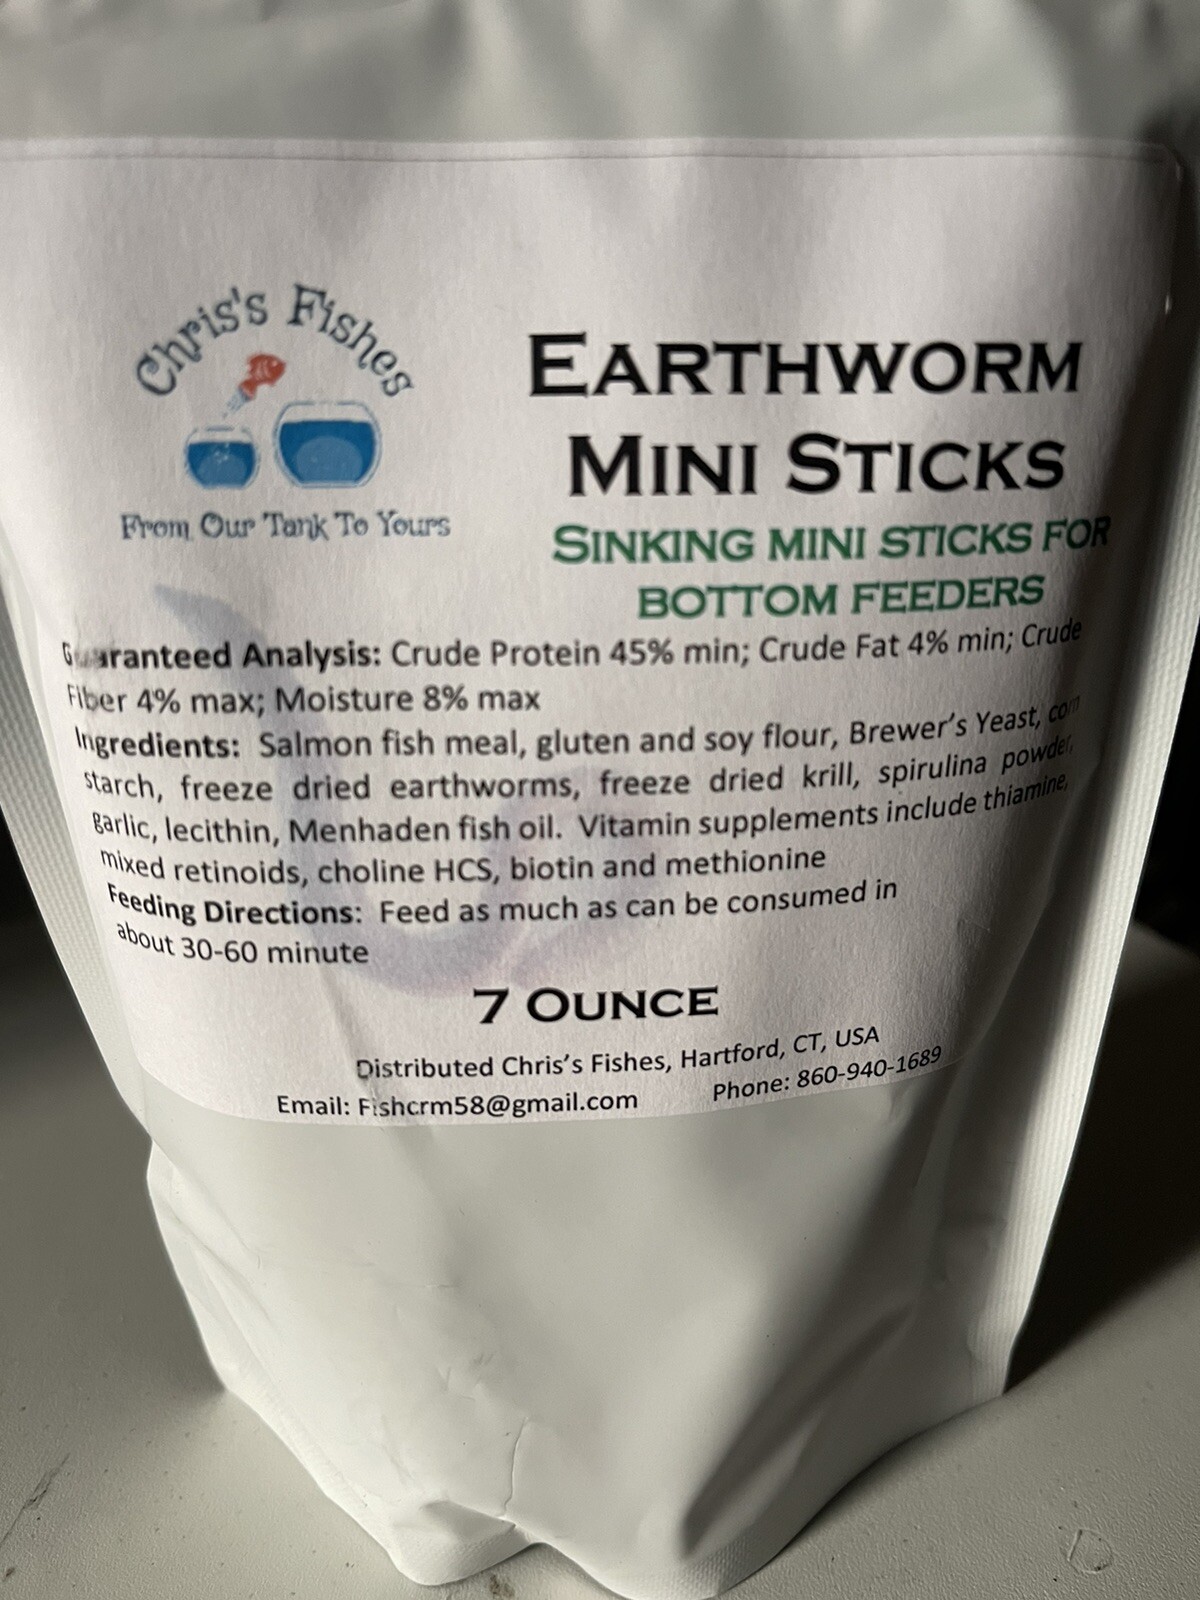 Chris's Fishes
From Our Tank To Yours
EARTHWORM
MINI STICKS
SINKING MINI STICKS FOR
BOTTOM FEEDERS
Guaranteed Analysis: Crude Protein 45% min; Crude Fat 4% min; Crude
Fiber 4% max; Moisture 8% max
Ingredients: Salmon fish meal, gluten and soy flour, Brewer's Yeast, corn
starch, freeze dried earthworms, freeze dried krill, spirulina powder,
garlic, lecithin, Menhaden fish oil. Vitamin supplements include thiamine,
mixed retinoids, choline HCS, biotin and methionine
Feeding Directions: Feed as much as can be consumed in
about 30-60 minute
7 OUNCE
Distributed Chris's Fishes, Hartford, CT, USA
Email: Fishcrm58@gmail.com Phone: 860-940-1689